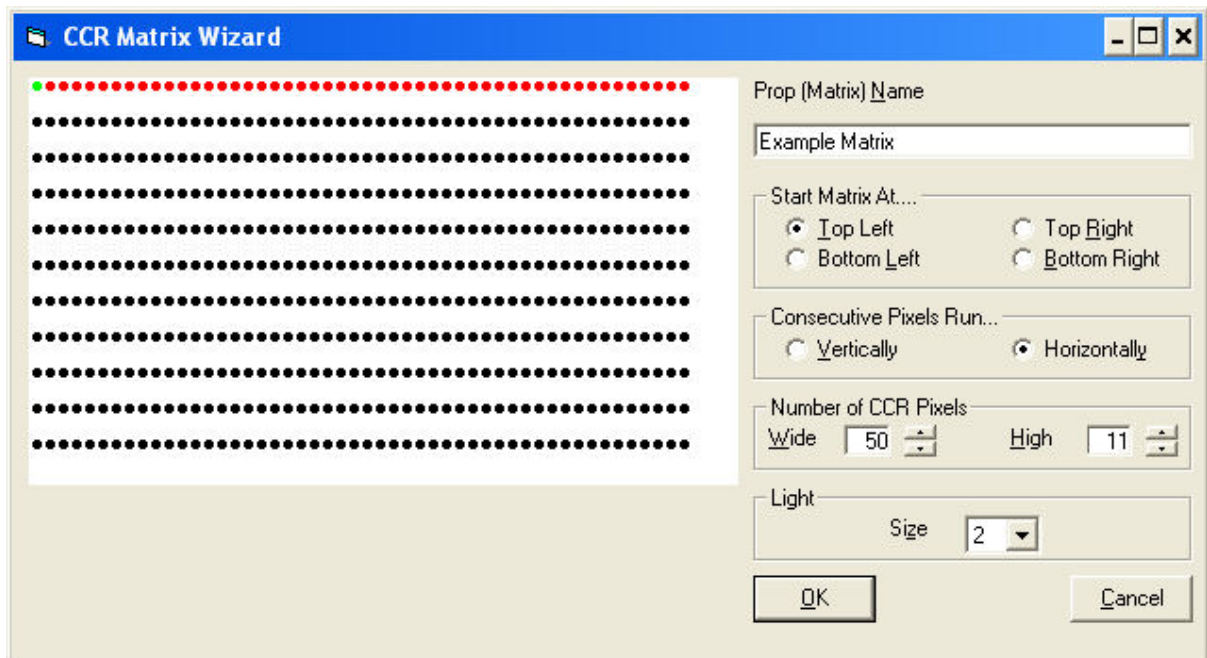 CCR Matrix Wizard
Prop (Matrix) Name
Example Matrix
Start Matrix At....
Top Left Top Right
Bottom Left Bottom Right
Consecutive Pixels Run...
Vertically Horizontally
Number of CCR Pixels
Wide 50 High 11
Light
Size 2
OK Cancel